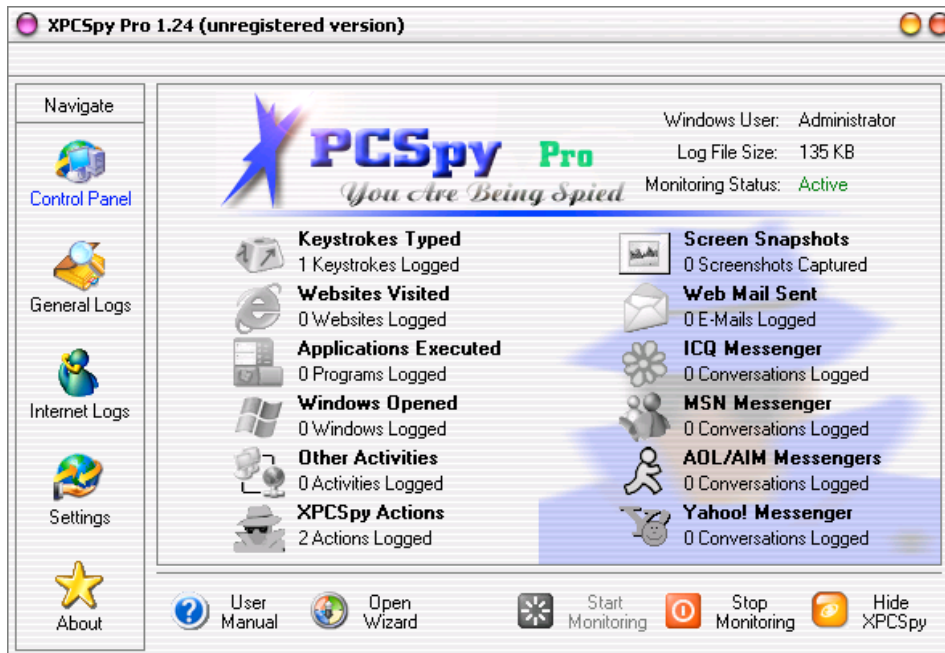 XPCSpy Pro 1.24 (unregistered version)
Navigate
Control Panel
General Logs
Internet Logs
Settings
About
XPCSpy Pro
You Are Being Spied
Windows User: Administrator
Log File Size: 135 KB
Monitoring Status: Active
Keystrokes Typed
1 Keystrokes Logged
Websites Visited
0 Websites Logged
Applications Executed
0 Programs Logged
Windows Opened
0 Windows Logged
Other Activities
0 Activities Logged
XPCSpy Actions
2 Actions Logged
Screen Snapshots
0 Screenshots Captured
Web Mail Sent
0 E-Mails Logged
ICQ Messenger
0 Conversations Logged
MSN Messenger
0 Conversations Logged
AOL/AIM Messengers
0 Conversations Logged
Yahoo! Messenger
0 Conversations Logged
User
Manual
Open
Wizard
Start
Monitoring
Stop
Monitoring
Hide
XPCSpy